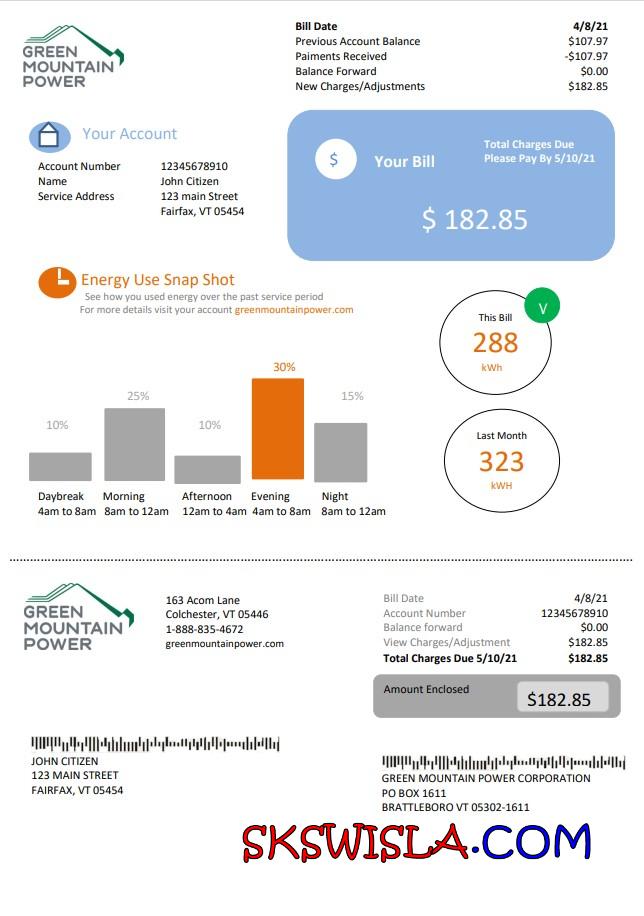 GREEN
MOUNTAIN
POWER
Bill Date 4/8/21
Previous Account Balance $107.97
Paiments Received -$107.97
Balance Forward $0.00
New Charges/Adjustments $182.85
Your Account
Account Number 12345678910
Name John Citizen
Service Address 123 main Street
Fairfax, VT 05454
$ Your Bill
Total Charges Due
Please Pay By 5/10/21
$ 182.85
Energy Use Snap Shot
See how you used energy over the past service period
For more details visit your account greenmountainpower.com
This Bill
V
288
kWh
Last Month
323
kWH
10% 25% 10% 30% 15%
Daybreak Morning Afternoon Evening Night
4am to 8am 8am to 12am 12am to 4am 4am to 8am 8am to 12am
GREEN
MOUNTAIN
POWER
163 Acom Lane
Colchester, VT 05446
1-888-835-4672
greenmountainpower.com
Bill Date 4/8/21
Account Number 12345678910
Balance forward $0.00
View Charges/Adjustment $182.85
Total Charges Due 5/10/21 $182.85
Amount Enclosed $182.85
JOHN CITIZEN
123 MAIN STREET
FAIRFAX, VT 05454
GREEN MOUNTAIN POWER CORPORATION
PO BOX 1611
BRATTLEBORO VT 05302-1611
SKSWISLA.COM